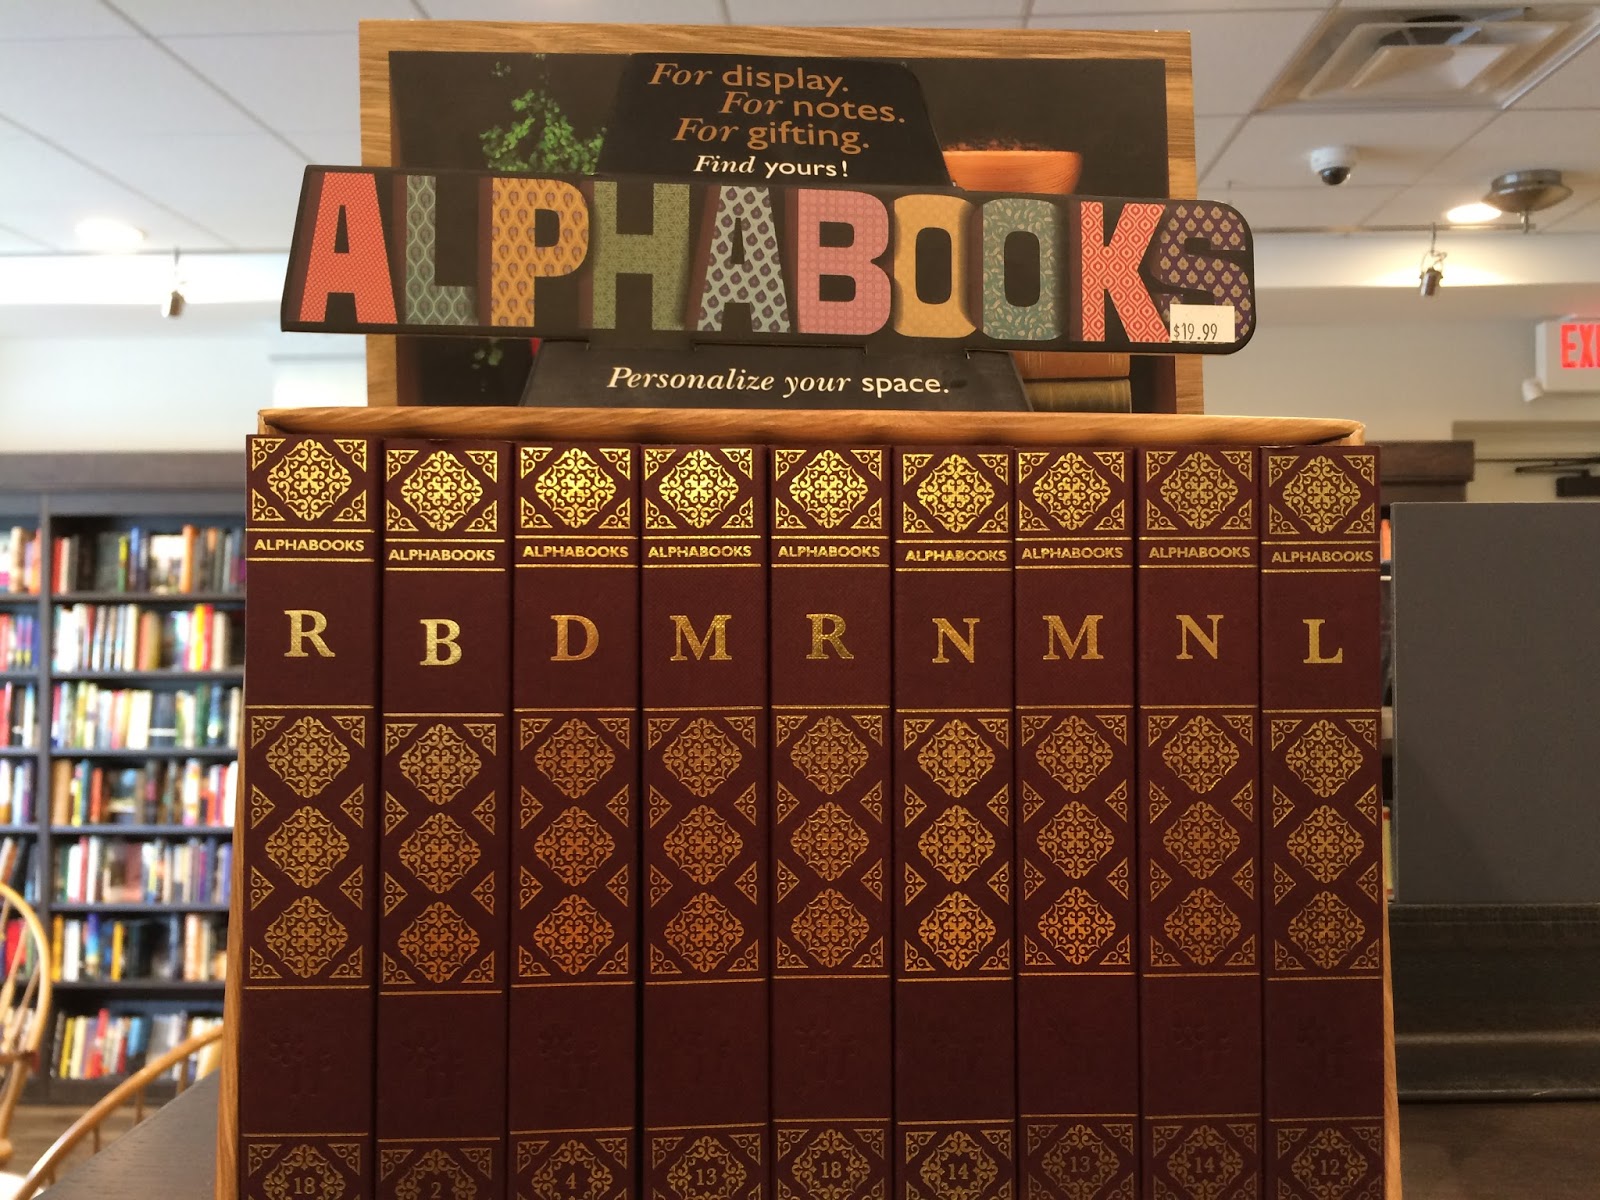 For display.
For notes.
For gifting.
Find yours!
ALPHABOOKS
$19.99
Personalize your space.
EXI
ALPHABOOKS ALPHABOOKS ALPHABOOKS ALPHABOOKS ALPHABOOKS ALPHABOOKS ALPHABOOKS ALPHABOOKS ALPHABOOKS
R B D M R N M N L
18 2 4 13 18 14 13 14 12